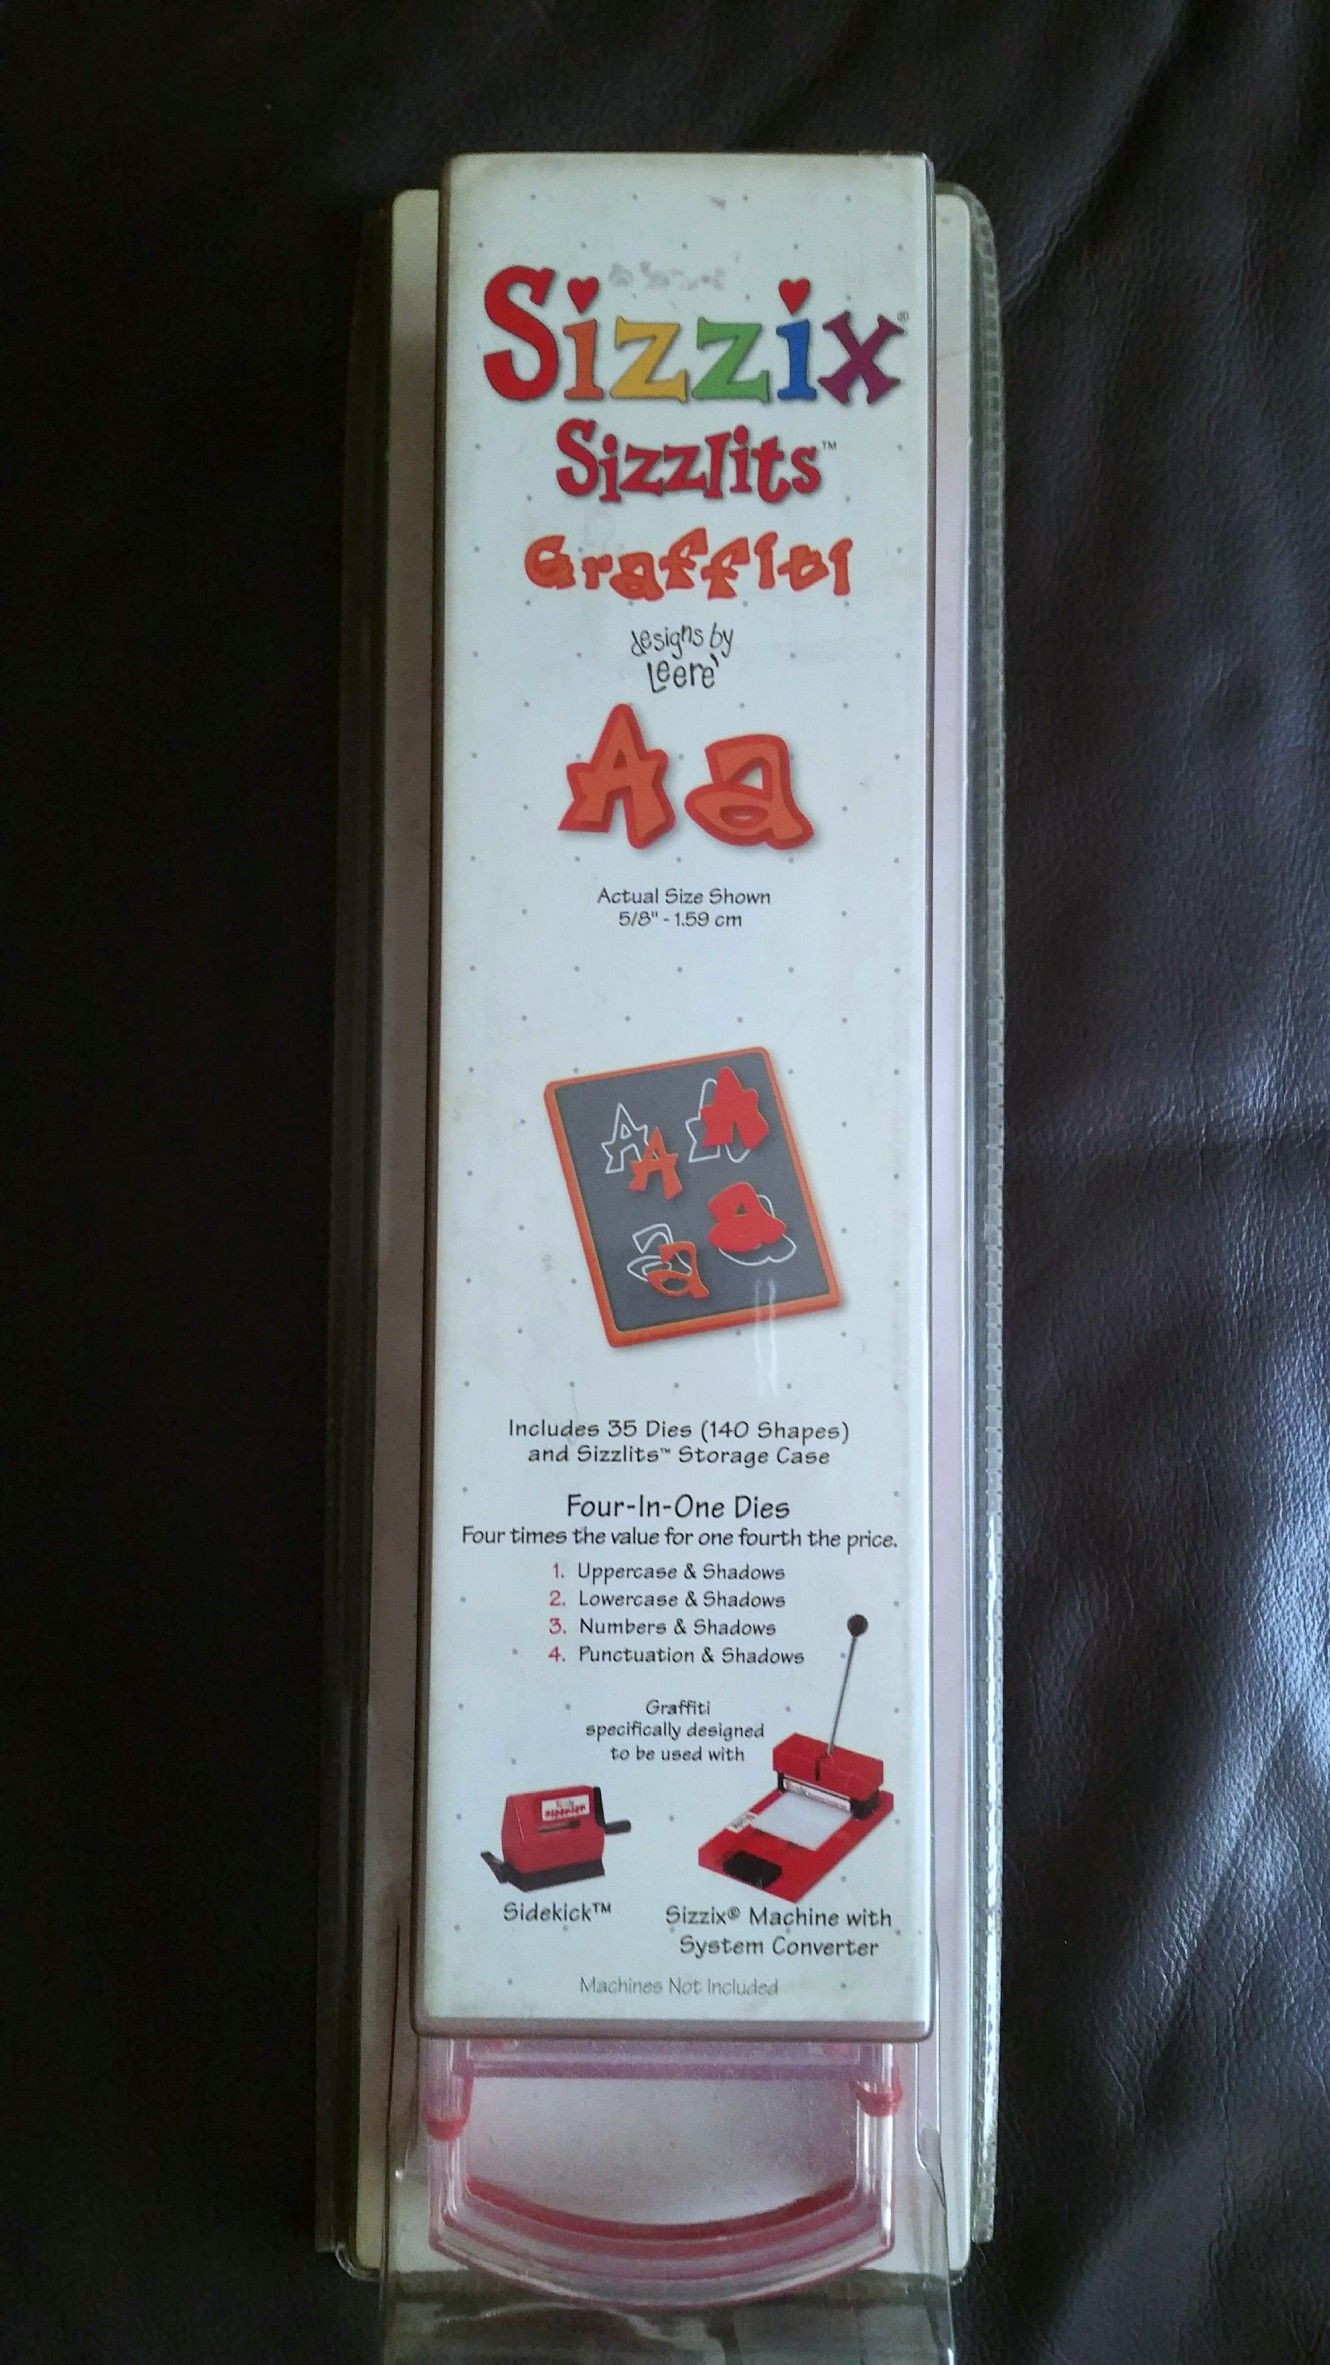 Sizzix®
Sizzlits™
Graffiti
designs by
Leere'
A a
Actual Size Shown
5/8" - 1.59 cm
A A A
a a
Includes 35 Dies (140 Shapes)
and Sizzlits™ Storage Case
Four-In-One Dies
Four times the value for one fourth the price.
1. Uppercase & Shadows
2. Lowercase & Shadows
3. Numbers & Shadows
4. Punctuation & Shadows
Graffiti
specifically designed
to be used with
Sidekick™
Sizzix® Machine with
System Converter
Machines Not Included